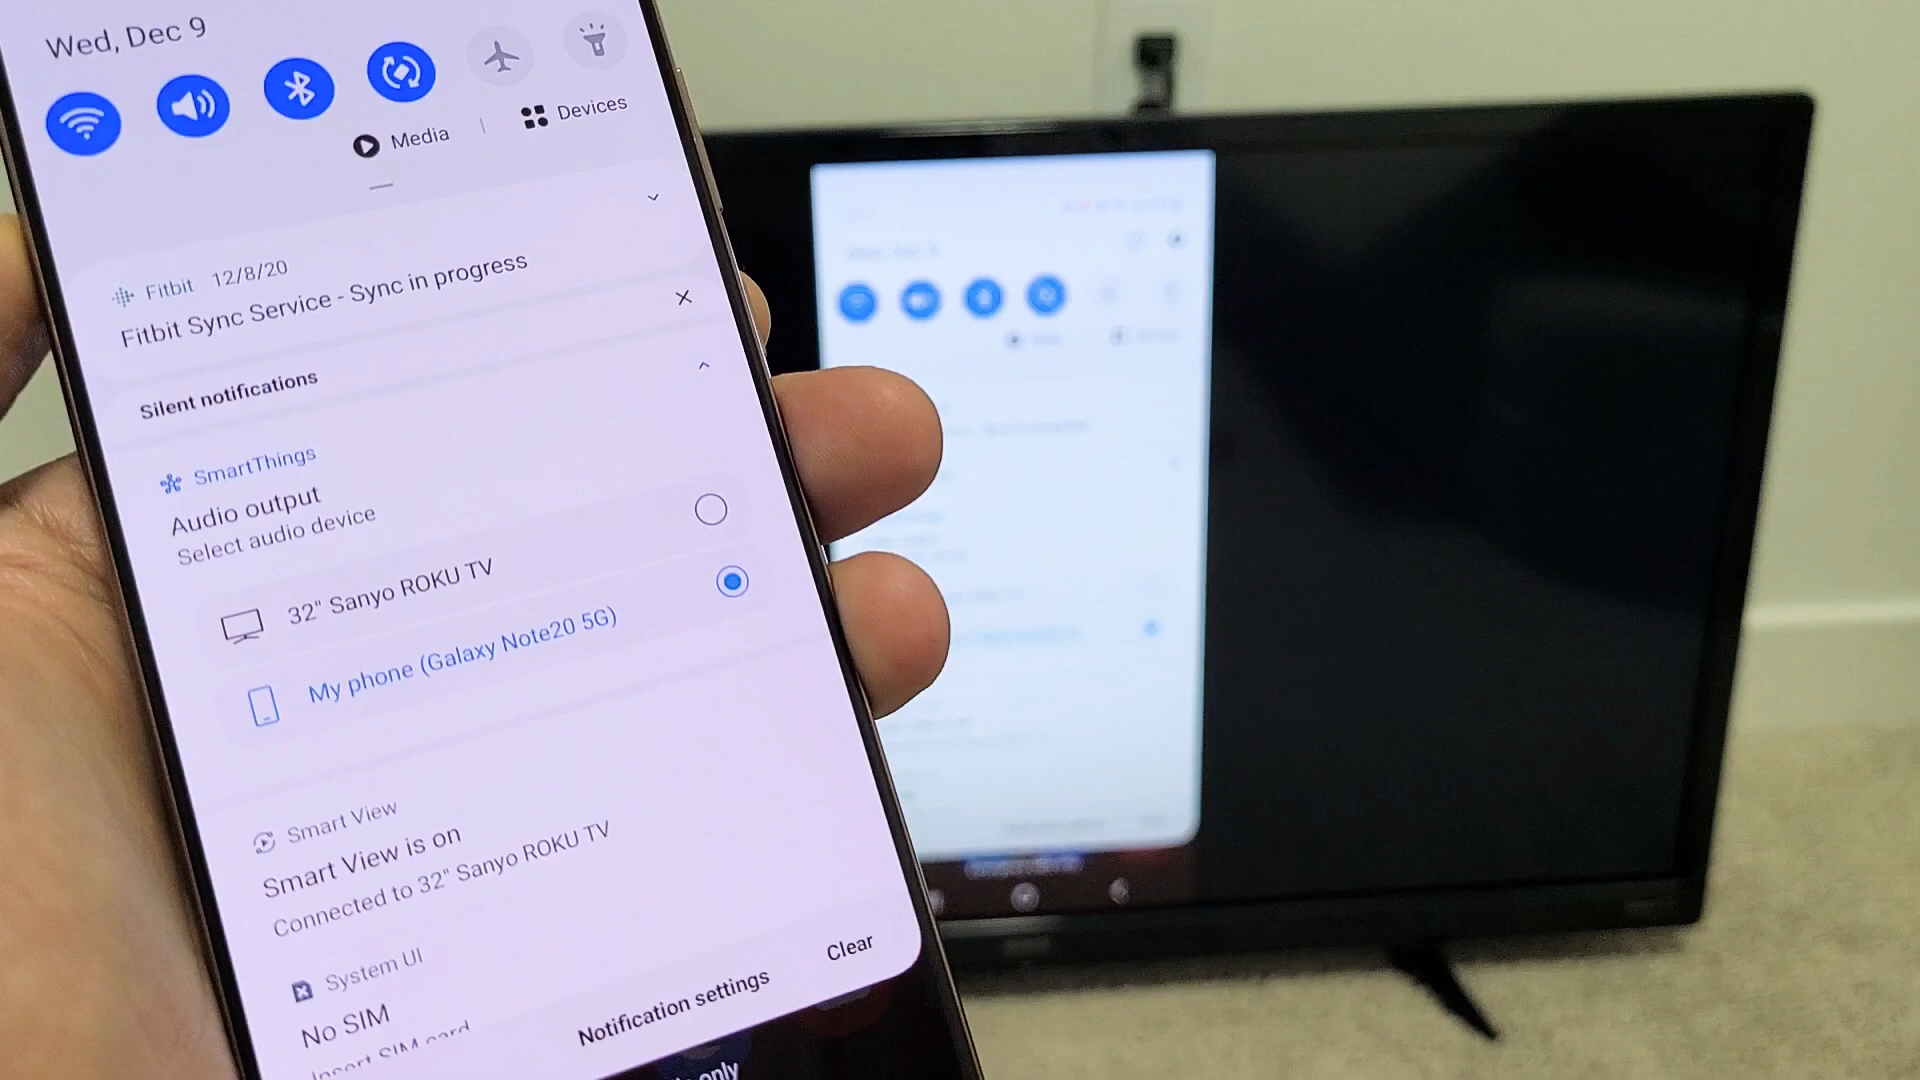 Wed, Dec 9
Media
Devices
Fitbit 12/8/20
Fitbit Sync Service - Sync in progress
Silent notifications
SmartThings
Audio output
Select audio device
32" Sanyo ROKU TV
My phone (Galaxy Note20 5G)
Smart View
Smart View is on
Connected to 32" Sanyo ROKU TV
System UI
No SIM
Insert SIM card
Notification settings
Clear
only